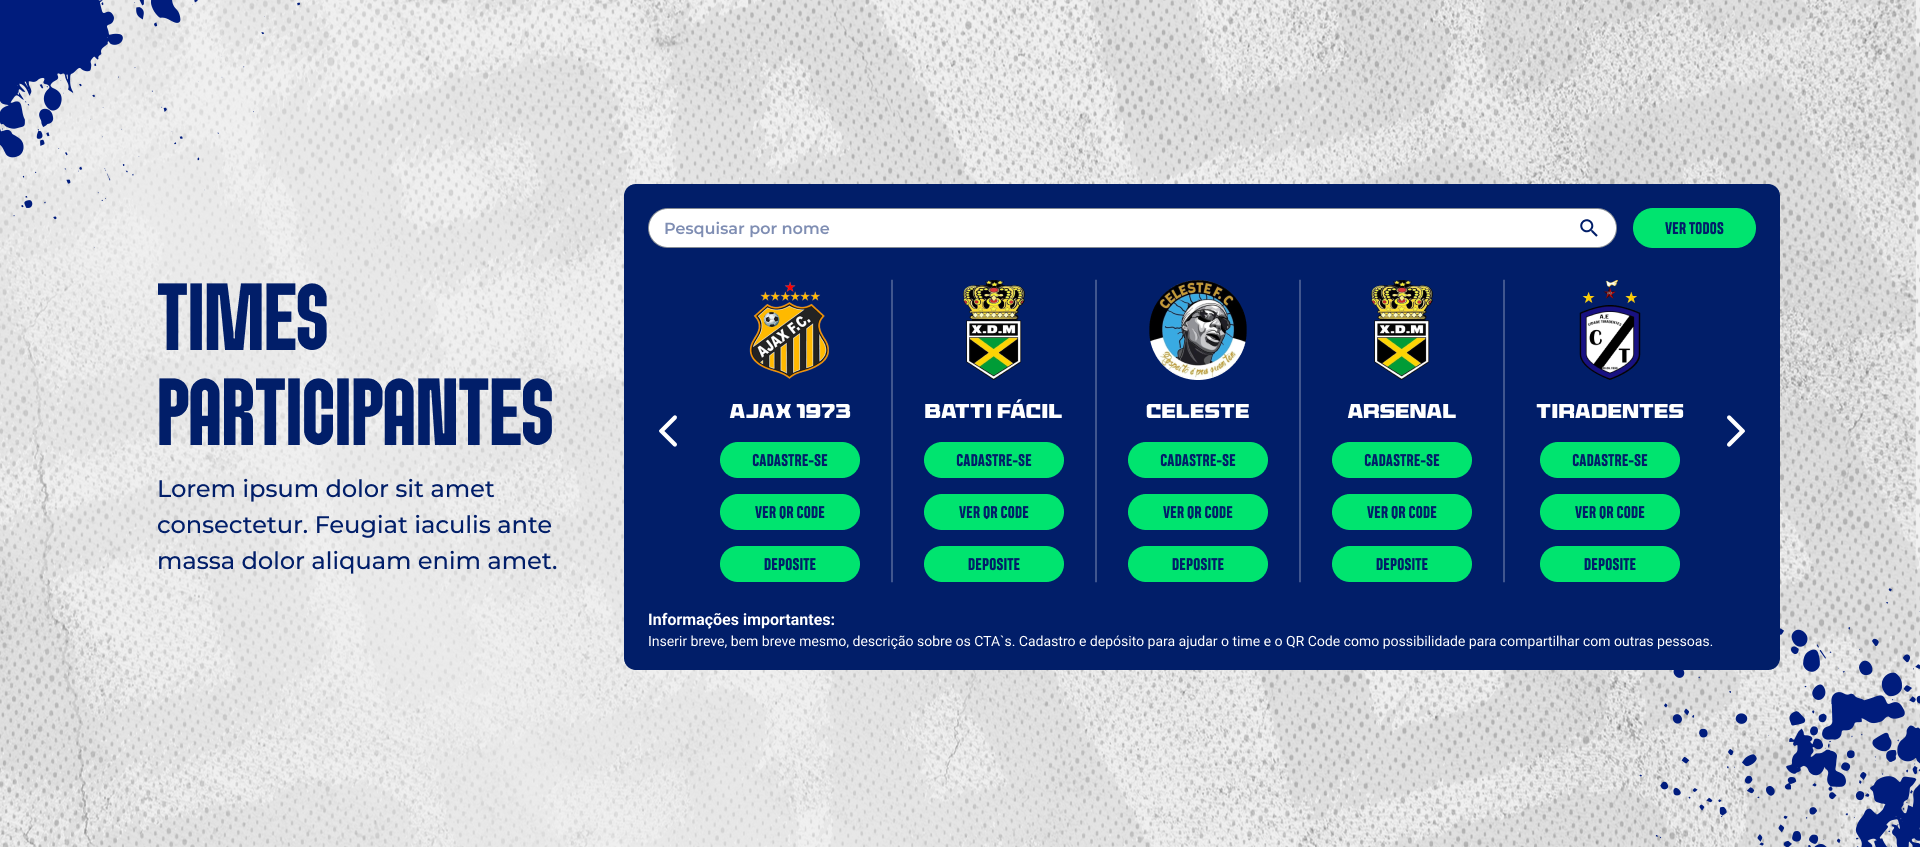 TIMES
PARTICIPANTES
Lorem ipsum dolor sit amet
consectetur. Feugiat iaculis ante
massa dolor aliquam enim amet.
Pesquisar por nome
VER TODOS
AJAX F.C.
X.D.M
CELESTE F.C
X.D.M
A.E
CIDADE TIRADENTES
C
T
AJAX 1973
BATTI FÁCIL
CELESTE
ARSENAL
TIRADENTES
CADASTRE-SE
CADASTRE-SE
CADASTRE-SE
CADASTRE-SE
CADASTRE-SE
VER QR CODE
VER QR CODE
VER QR CODE
VER QR CODE
VER QR CODE
DEPOSITE
DEPOSITE
DEPOSITE
DEPOSITE
DEPOSITE
Informações importantes:
Inserir breve, bem breve mesmo, descrição sobre os CTA`s. Cadastro e depósito para ajudar o time e o QR Code como possibilidade para compartilhar com outras pessoas.